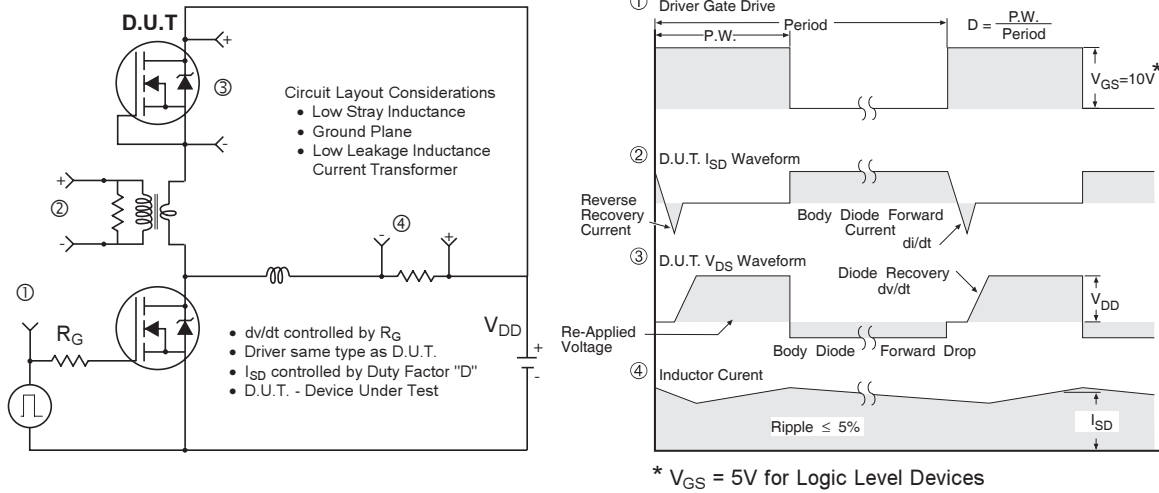 D.U.T
+
③
-
Circuit Layout Considerations
• Low Stray Inductance
• Ground Plane
• Low Leakage Inductance
Current Transformer
+
②
-
④
-
+
①
RG
• dv/dt controlled by RG
• Driver same type as D.U.T.
• ISD controlled by Duty Factor "D"
• D.U.T. - Device Under Test
VDD
+
-
① Driver Gate Drive
Period
P.W.
D = P.W.
Period
VGS=10V*
② D.U.T. ISD Waveform
Reverse
Recovery
Current
Body Diode Forward
Current
di/dt
③ D.U.T. VDS Waveform
Diode Recovery
dv/dt
VDD
Re-Applied
Voltage
Body Diode Forward Drop
④ Inductor Curent
Ripple ≤ 5%
ISD
* VGS = 5V for Logic Level Devices